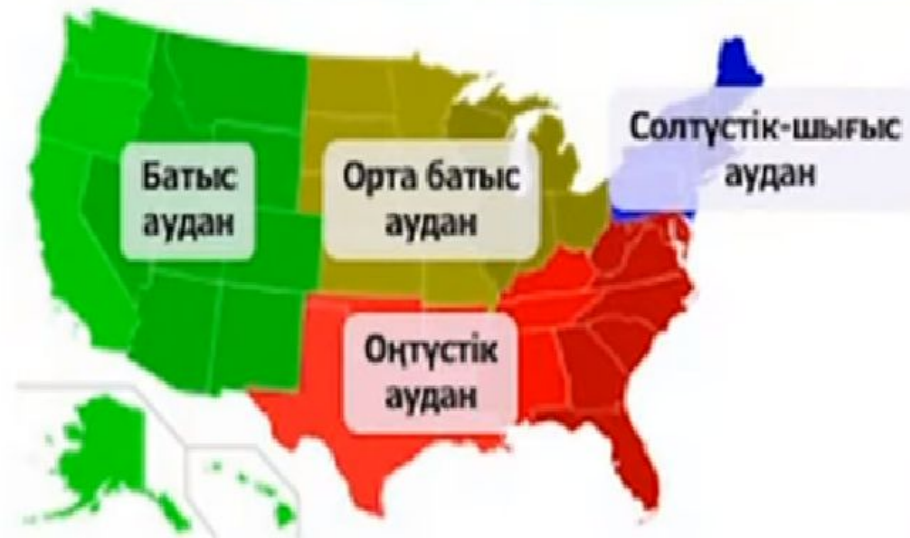 Батыс
аудан
Орта батыс
аудан
Солтүстік-шығыс
аудан
Оңтүстік
аудан